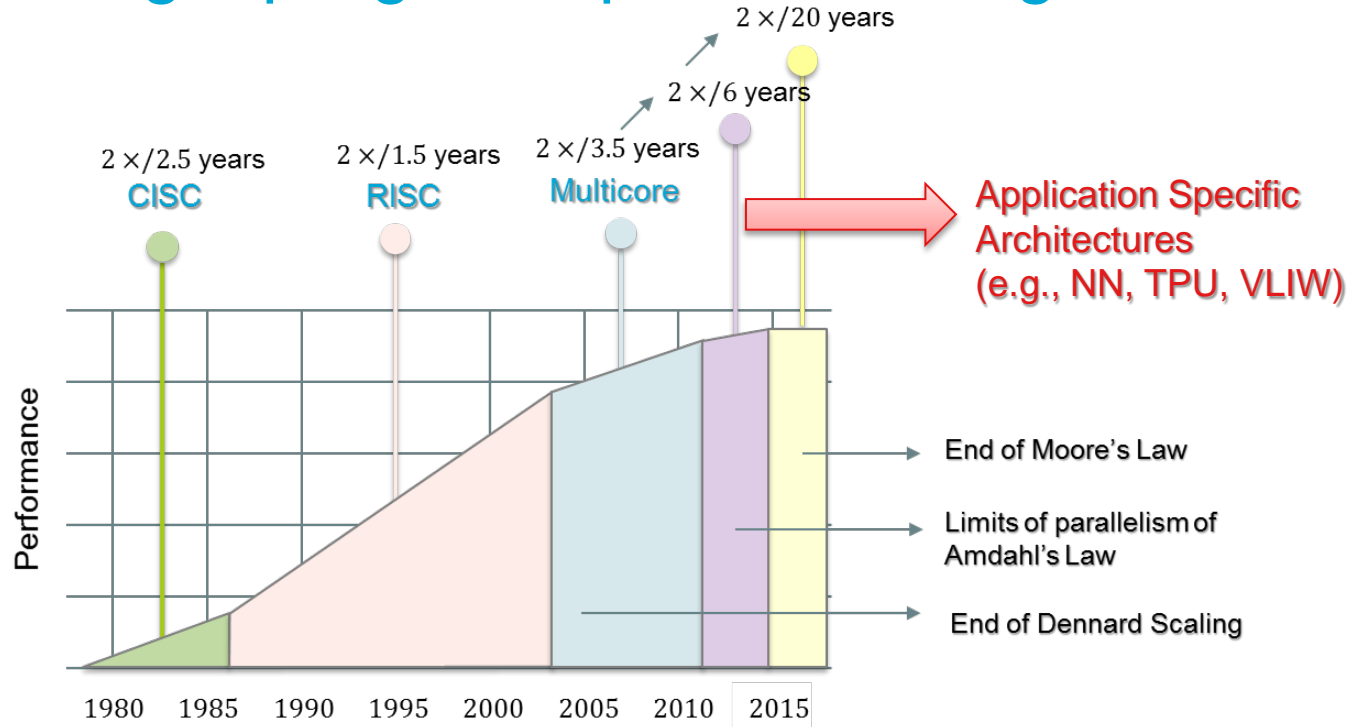 2 ×/20 years
2 ×/6 years
2 ×/2.5 years
CISC
2 ×/1.5 years
RISC
2 ×/3.5 years
Multicore
Application Specific
Architectures
(e.g., NN, TPU, VLIW)
Performance
End of Moore's Law
Limits of parallelism of
Amdahl's Law
End of Dennard Scaling
1980 1985 1990 1995 2000 2005 2010 2015